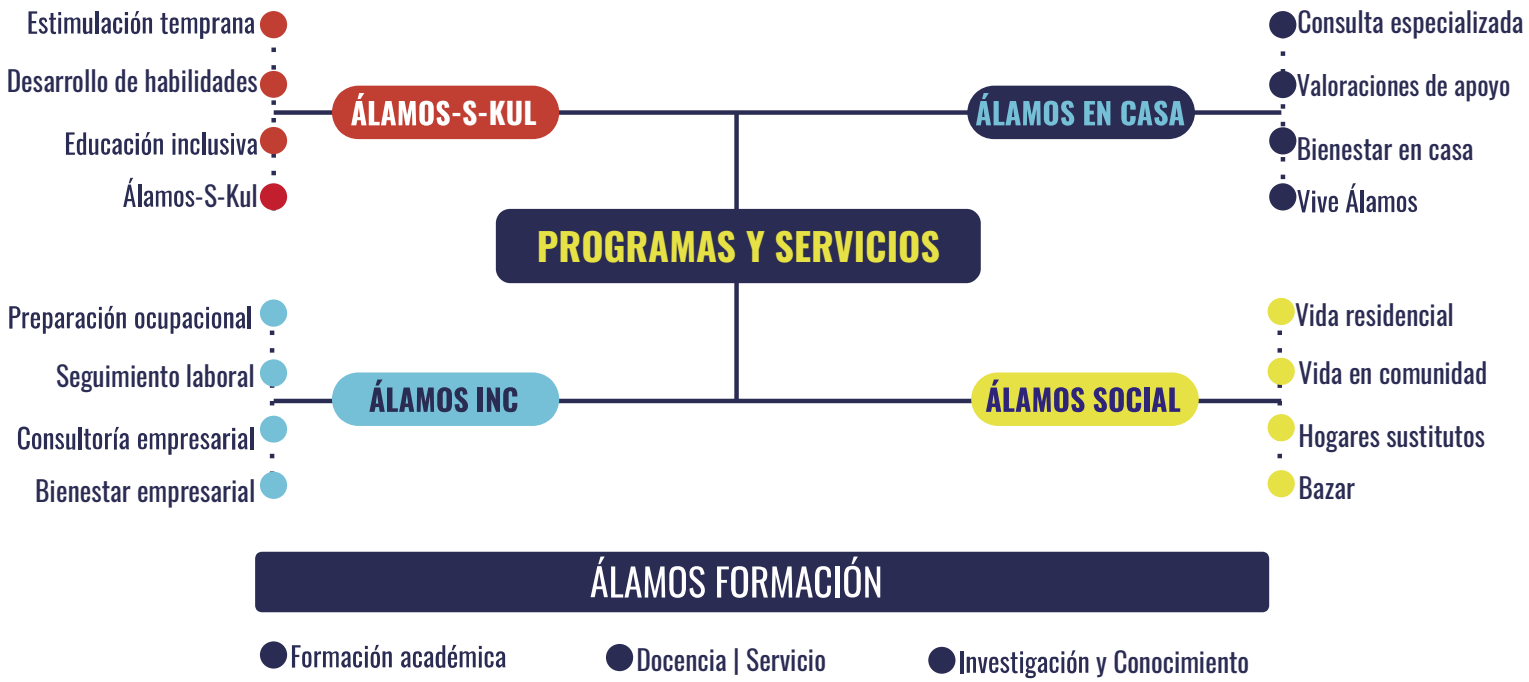 Estimulación temprana
Desarrollo de habilidades
Educación inclusiva
Álamos-S-Kul
ÁLAMOS-S-KUL
ÁLAMOS EN CASA
Consulta especializada
Valoraciones de apoyo
Bienestar en casa
Vive Álamos
PROGRAMAS Y SERVICIOS
Preparación ocupacional
Seguimiento laboral
Consultoría empresarial
Bienestar empresarial
ÁLAMOS INC
ÁLAMOS SOCIAL
Vida residencial
Vida en comunidad
Hogares sustitutos
Bazar
ÁLAMOS FORMACIÓN
Formación académica
Docencia | Servicio
Investigación y Conocimiento